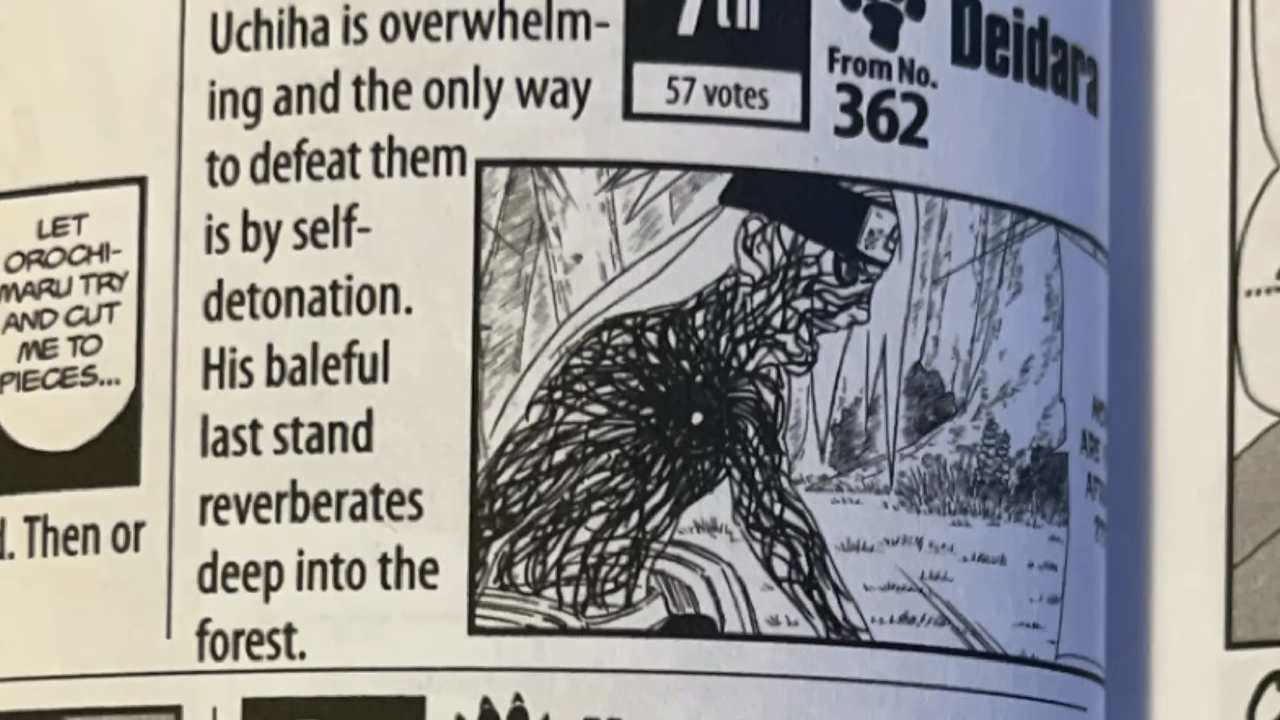 Uchiha is overwhelm-
ing and the only way
to defeat them
is by self-
detonation.
His baleful
last stand
reverberates
deep into the
forest.
7th
57 votes
From No.
362
Deidara
LET
OROCHI-
MARU TRY
AND CUT
ME TO
PIECES...
Then or